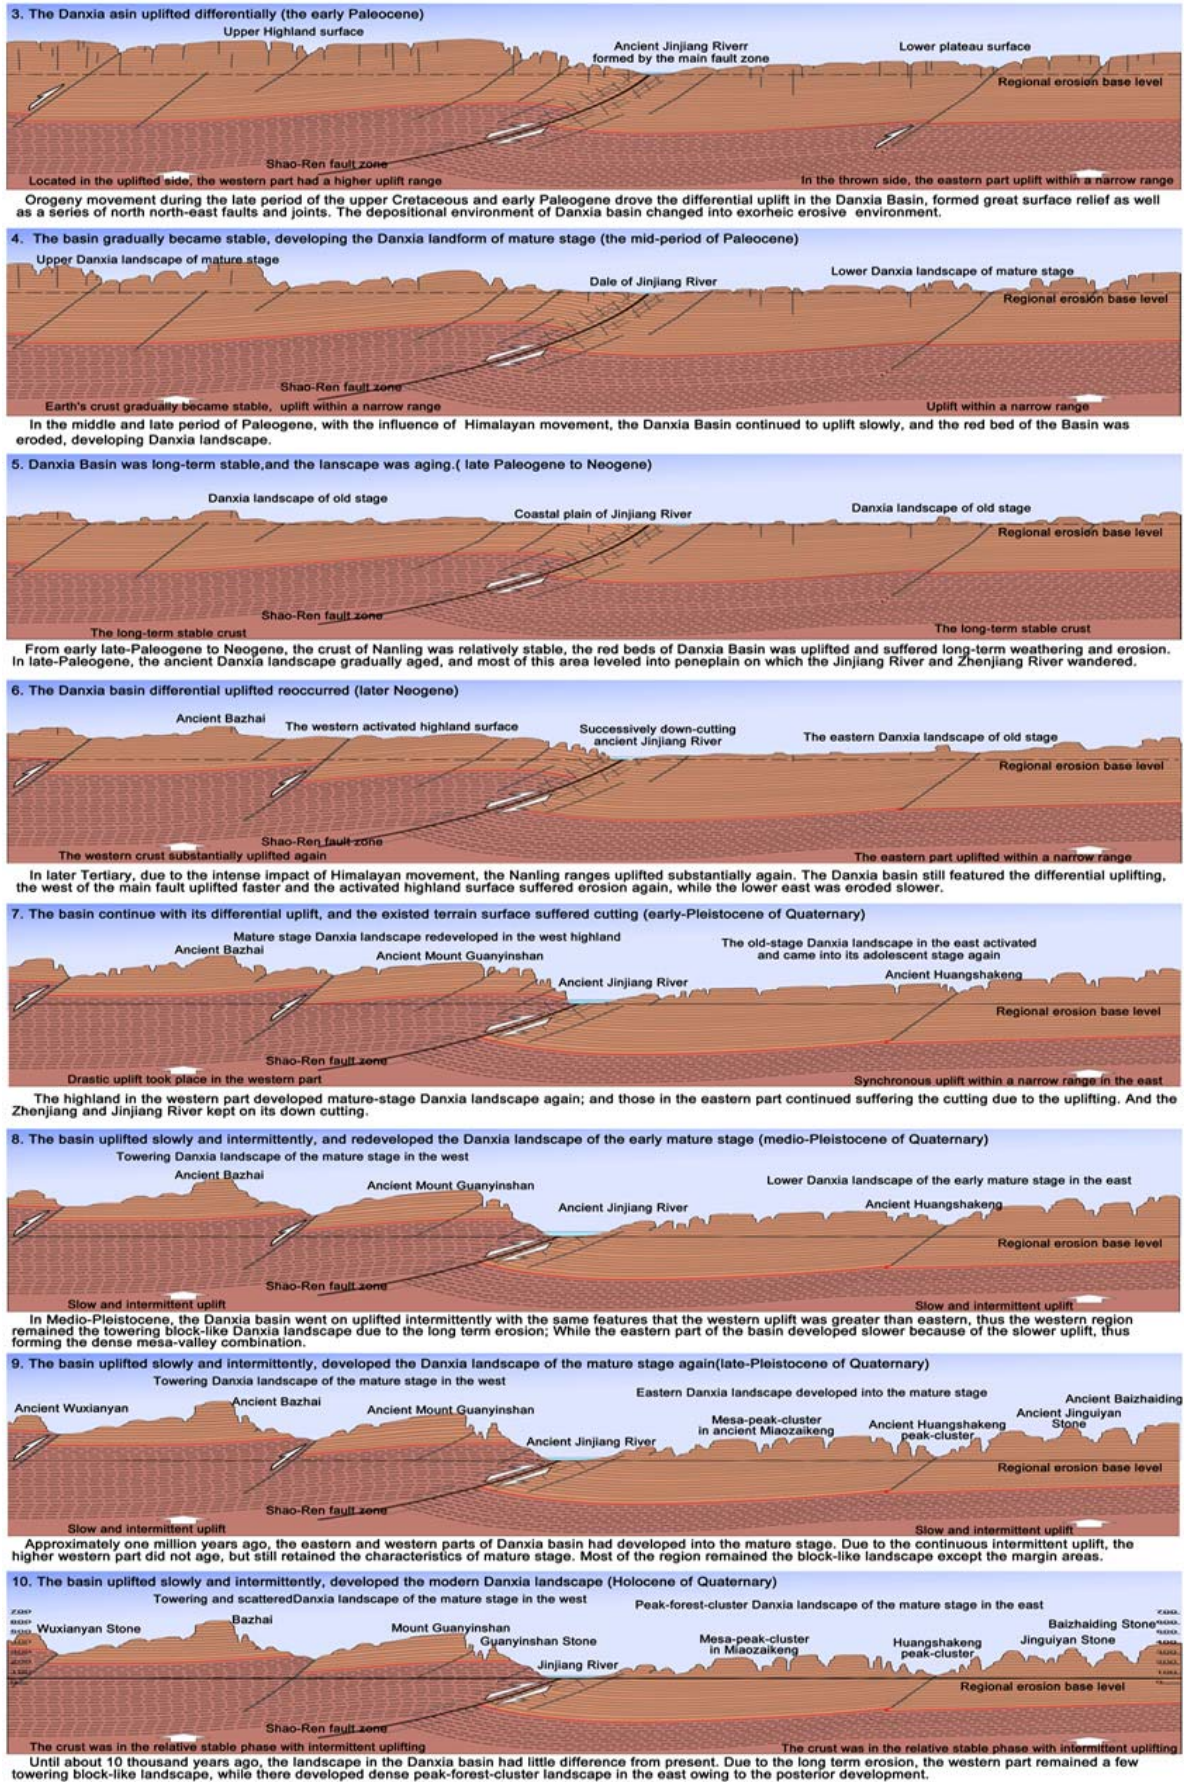 3. The Danxia asin uplifted differentially (the early Paleocene)
Upper Highland surface
Ancient Jinjiang Riverr
formed by the main fault zone
Lower plateau surface
Regional erosion base level
Shao-Ren fault zone
Located in the uplifted side, the western part had a higher uplift range
In the thrown side, the eastern part uplift within a narrow range
Orogeny movement during the late period of the upper Cretaceous and early Paleogene drove the differential uplift in the Danxia Basin, formed great surface relief as well
as a series of north north-east faults and joints. The depositional environment of Danxia basin changed into exorheic erosive environment.
4. The basin gradually became stable, developing the Danxia landform of mature stage (the mid-period of Paleocene)
Upper Danxia landscape of mature stage
Dale of Jinjiang River
Lower Danxia landscape of mature stage
Regional erosion base level
Shao-Ren fault zone
Earth's crust gradually became stable, uplift within a narrow range
Uplift within a narrow range
In the middle and late period of Paleogene, with the influence of Himalayan movement, the Danxia Basin continued to uplift slowly, and the red bed of the Basin was
eroded, developing Danxia landscape.
5. Danxia Basin was long-term stable,and the lanscape was aging.( late Paleogene to Neogene)
Danxia landscape of old stage
Coastal plain of Jinjiang River
Danxia landscape of old stage
Regional erosion base level
Shao-Ren fault zone
The long-term stable crust
The long-term stable crust
From early late-Paleogene to Neogene, the crust of Nanling was relatively stable, the red beds of Danxia Basin was uplifted and suffered long-term weathering and erosion.
In late-Paleogene, the ancient Danxia landscape gradually aged, and most of this area leveled into peneplain on which the Jinjiang River and Zhenjiang River wandered.
6. The Danxia basin differential uplifted reoccurred (later Neogene)
Ancient Bazhai
The western activated highland surface
Successively down-cutting
ancient Jinjiang River
The eastern Danxia landscape of old stage
Regional erosion base level
Shao-Ren fault zone
The western crust substantially uplifted again
The eastern part uplifted within a narrow range
In later Tertiary, due to the intense impact of Himalayan movement, the Nanling ranges uplifted substantially again. The Danxia basin still featured the differential uplifting,
the west of the main fault uplifted faster and the activated highland surface suffered erosion again, while the lower east was eroded slower.
7. The basin continue with its differential uplift, and the existed terrain surface suffered cutting (early-Pleistocene of Quaternary)
Mature stage Danxia landscape redeveloped in the west highland
Ancient Bazhai
Ancient Mount Guanyinshan
Ancient Jinjiang River
The old-stage Danxia landscape in the east activated
and came into its adolescent stage again
Ancient Huangshakeng
Regional erosion base level
Shao-Ren fault zone
Drastic uplift took place in the western part
Synchronous uplift within a narrow range in the east
The highland in the western part developed mature-stage Danxia landscape again; and those in the eastern part continued suffering the cutting due to the uplifting. And the
Zhenjiang and Jinjiang River kept on its down cutting.
8. The basin uplifted slowly and intermittently, and redeveloped the Danxia landscape of the early mature stage (medio-Pleistocene of Quaternary)
Towering Danxia landscape of the mature stage in the west
Ancient Bazhai
Ancient Mount Guanyinshan
Ancient Jinjiang River
Lower Danxia landscape of the early mature stage in the east
Ancient Huangshakeng
Regional erosion base level
Shao-Ren fault zone
Slow and intermittent uplift
Slow and intermittent uplift
In Medio-Pleistocene, the Danxia basin went on uplifted intermittently with the same features that the western uplift was greater than eastern, thus the western region
remained the towering block-like Danxia landscape due to the long term erosion; While the eastern part of the basin developed slower because of the slower uplift, thus
forming the dense mesa-valley combination.
9. The basin uplifted slowly and intermittently, developed the Danxia landscape of the mature stage again(late-Pleistocene of Quaternary)
Towering Danxia landscape of the mature stage in the west
Ancient Wuxianyan
Ancient Bazhai
Ancient Mount Guanyinshan
Ancient Jinjiang River
Eastern Danxia landscape developed into the mature stage
Mesa-peak-cluster
in ancient Miaozaikeng
Ancient Huangshakeng
peak-cluster
Ancient Jinguiyan
Stone
Ancient Baizhaiding
Regional erosion base level
Shao-Ren fault zone
Slow and intermittent uplift
Slow and intermittent uplift
Approximately one million years ago, the eastern and western parts of Danxia basin had developed into the mature stage. Due to the continuous intermittent uplift, the
higher western part did not age, but still retained the characteristics of mature stage. Most of the region remained the block-like landscape except the margin areas.
10. The basin uplifted slowly and intermittently, developed the modern Danxia landscape (Holocene of Quaternary)
Towering and scatteredDanxia landscape of the mature stage in the west
Wuxianyan Stone
Bazhai
Mount Guanyinshan
Guanyinshan Stone
Jinjiang River
Peak-forest-cluster Danxia landscape of the mature stage in the east
Mesa-peak-cluster
in Miaozaikeng
Huangshakeng
peak-cluster
Baizhaiding Stone
Jinguiyan Stone
Regional erosion base level
Shao-Ren fault zone
The crust was in the relative stable phase with intermittent uplifting
The crust was in the relative stable phase with intermittent uplifting
Until about 10 thousand years ago, the landscape in the Danxia basin had little difference from present. Due to the long term erosion, the western part remained a few
towering block-like landscape, while there developed dense peak-forest-cluster landscape in the east owing to the posterior development.